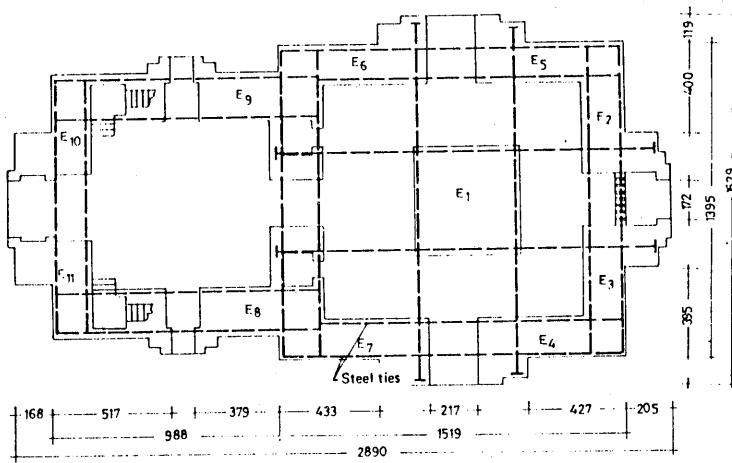 119
E₆ E₅
E₉
400
E₁₀ E₂
E₁
172
1395
E₁₁
E₈ E₃
395
E₇ E₄
Steel ties
168 517 379 433 217 427 205
988 1519
2890